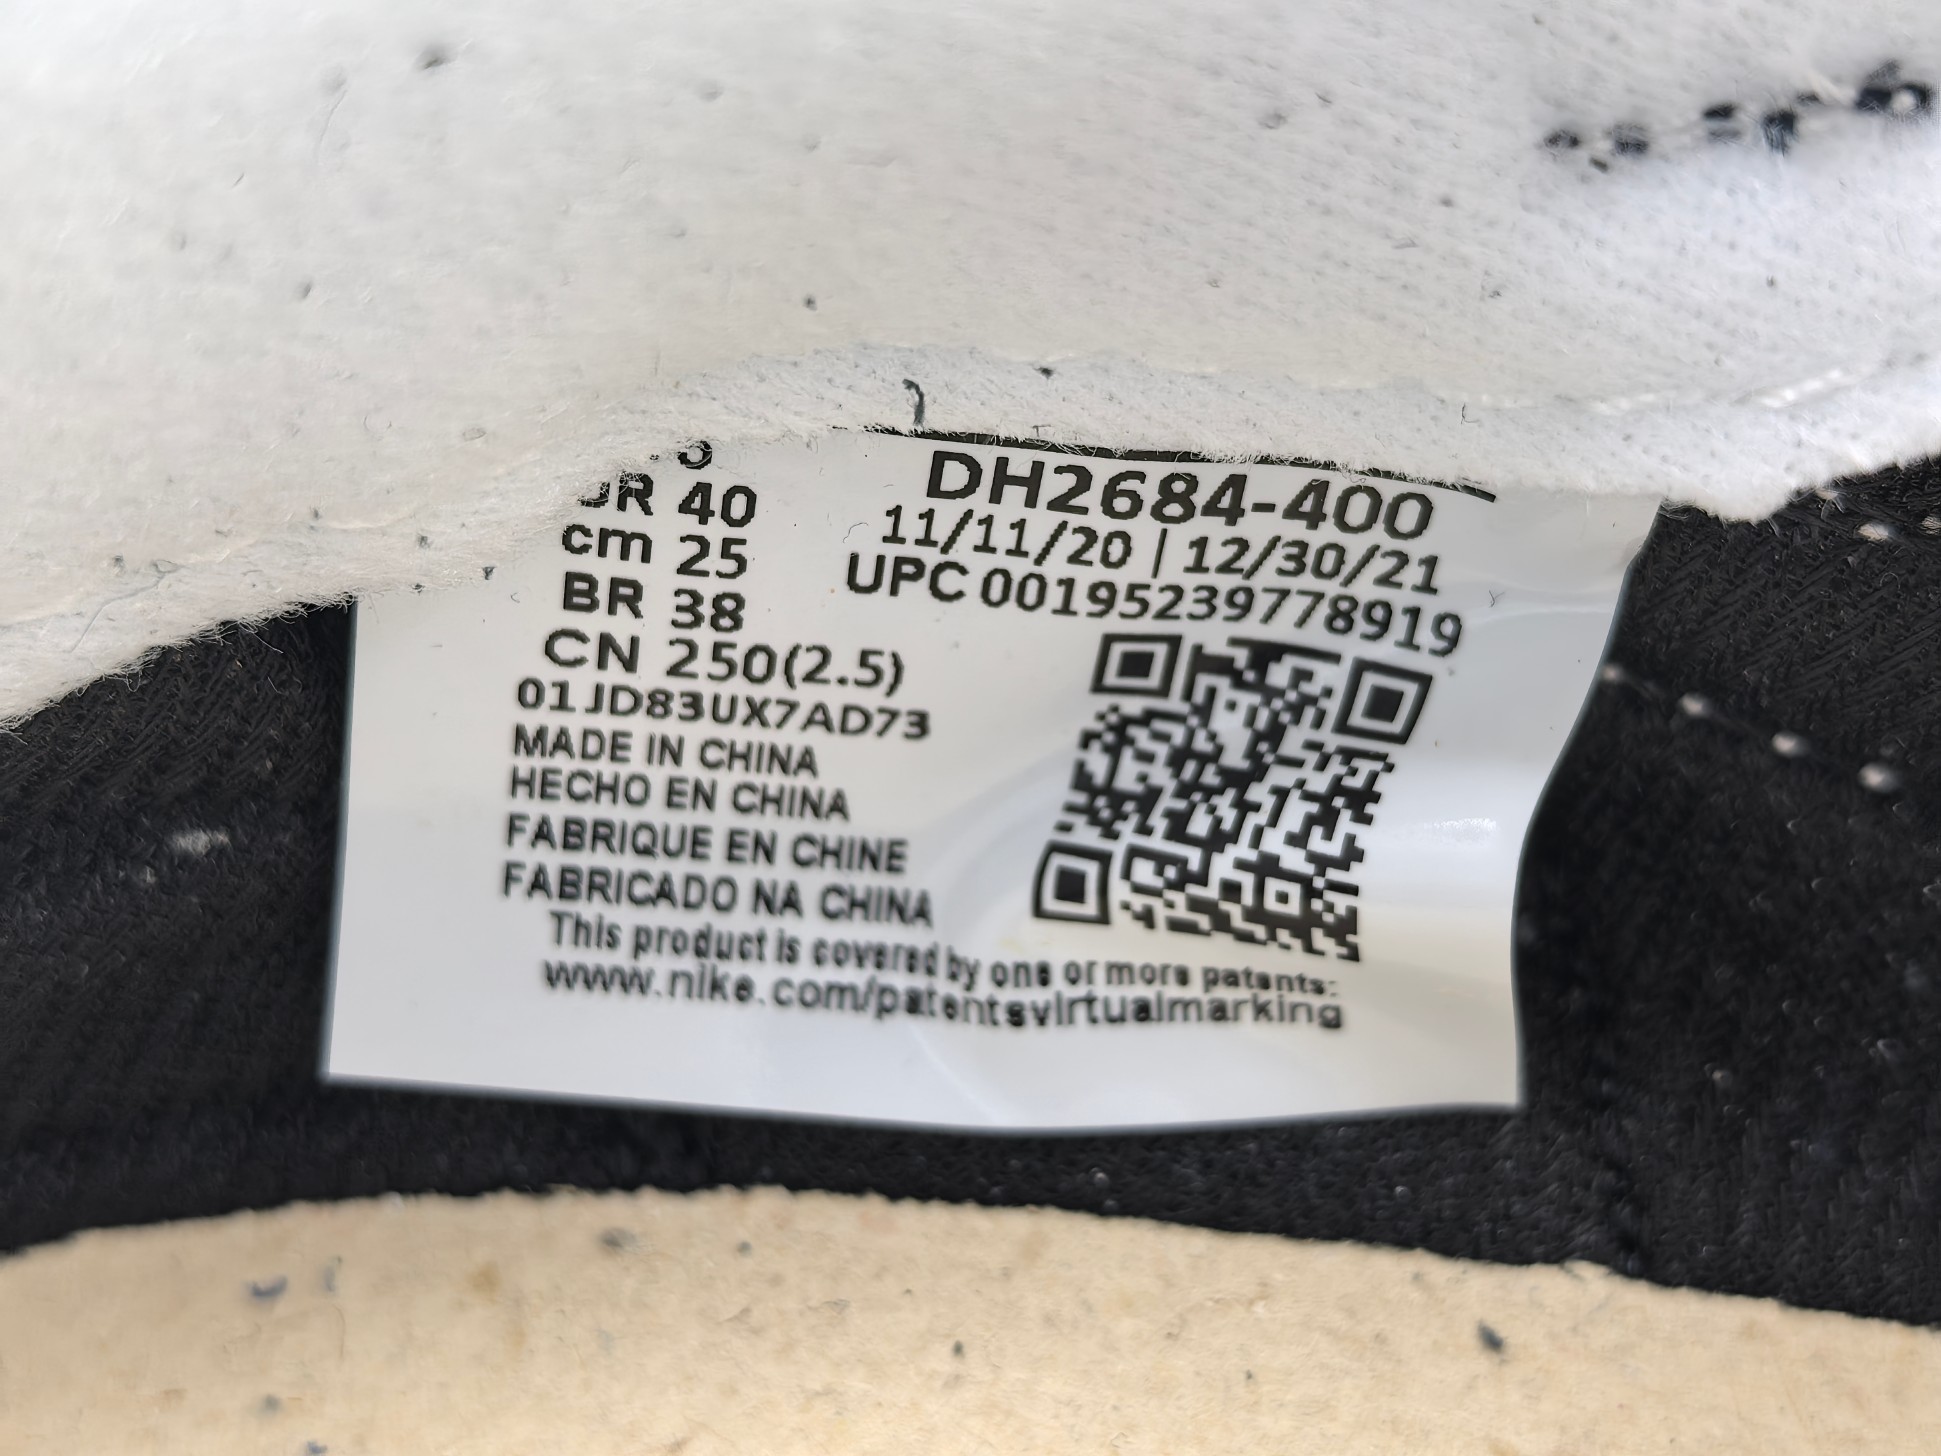 40
cm 25
BR 38
CN 250(2.5)
01JD83UX7AD73
MADE IN CHINA
HECHO EN CHINA
FABRIQUE EN CHINE
FABRICADO NA CHINA
DH2684-400
11/11/20 | 12/30/21
UPC 00195239778919
This product is covered by one or more patents:
www.nike.com/patentsvirtualmarking